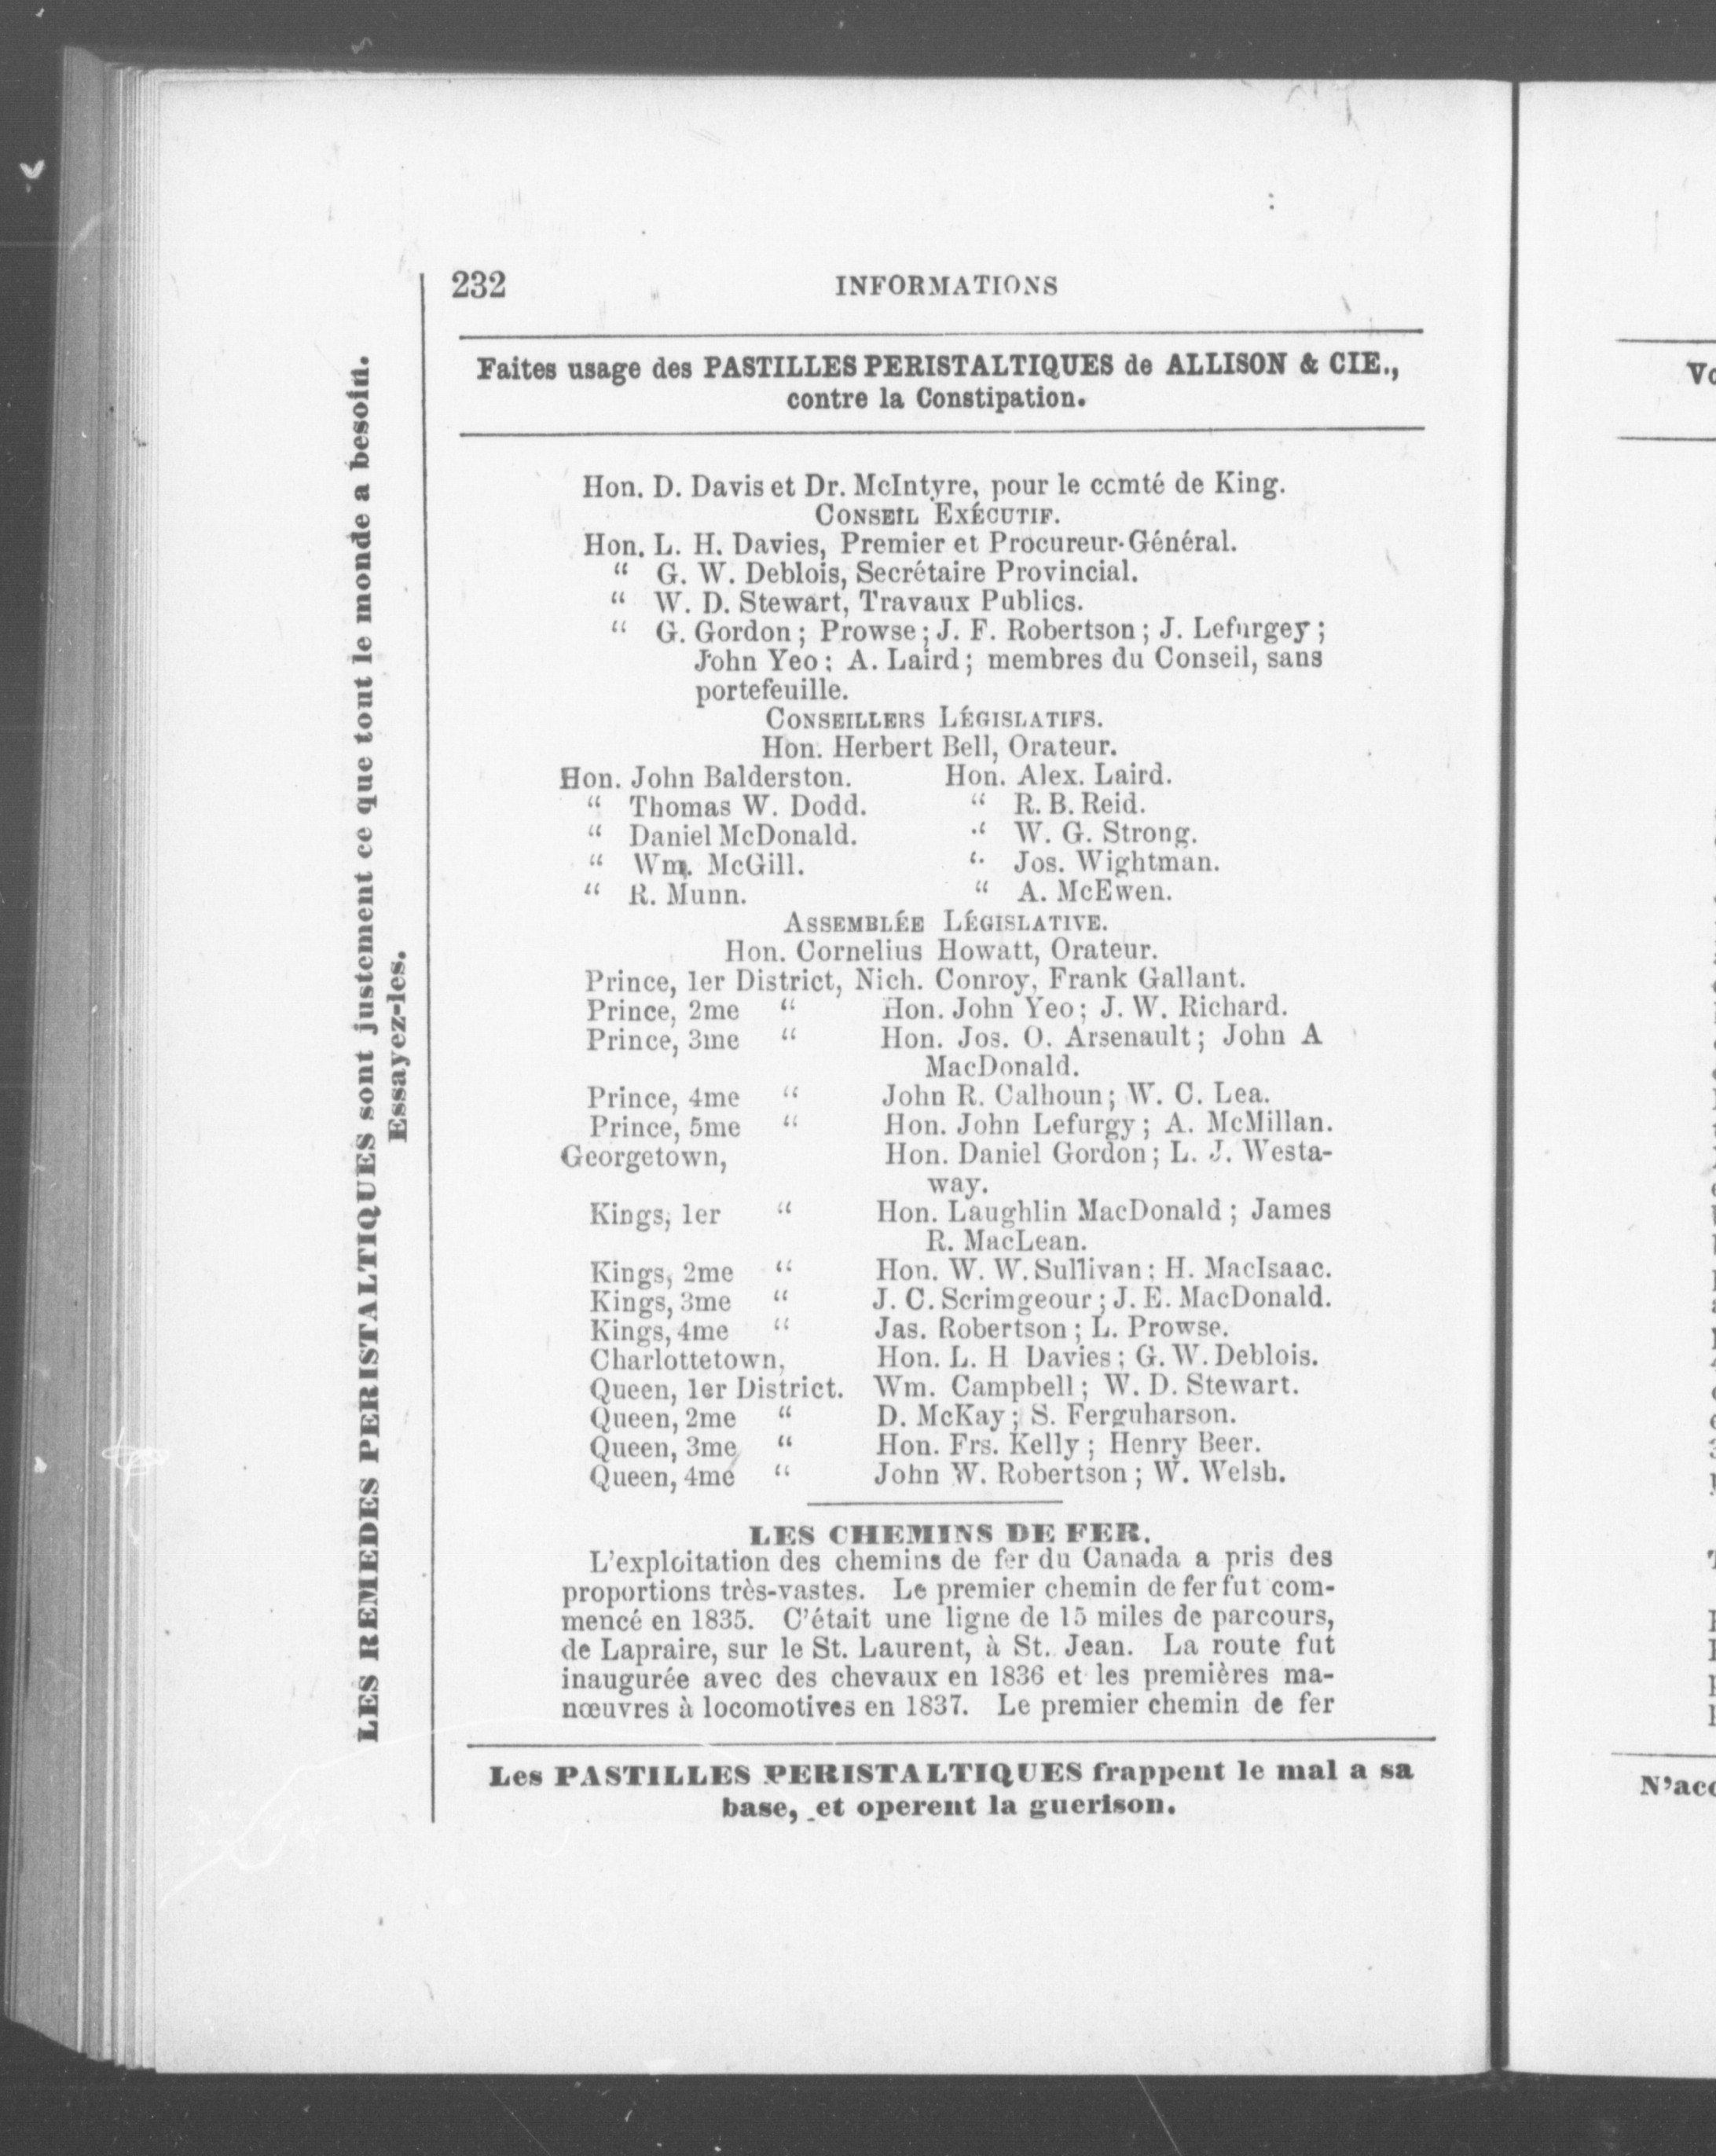 232 INFORMATIONS
Faites usage des PASTILLES PERISTALTIQUES de ALLISON & CIE.,
contre la Constipation.
Hon. D. Davis et Dr. McIntyre, pour le ccmté de King.
CONSEIL EXÉCUTIF.
Hon. L. H. Davies, Premier et Procureur-Général.
“ G. W. Deblois, Secrétaire Provincial.
“ W. D. Stewart, Travaux Publics.
“ G. Gordon ; Prowse ; J. F. Robertson ; J. Lefurgey ;
John Yeo ; A. Laird ; membres du Conseil, sans
portefeuille.
CONSEILLERS LÉGISLATIFS.
Hon. Herbert Bell, Orateur.
Hon. John Balderston. Hon. Alex. Laird.
“ Thomas W. Dodd. “ R. B. Reid.
“ Daniel McDonald. “ W. G. Strong.
“ Wm. McGill. “ Jos. Wightman.
“ R. Munn. “ A. McEwen.
ASSEMBLÉE LÉGISLATIVE.
Hon. Cornelius Howatt, Orateur.
Prince, 1er District, Nich. Conroy, Frank Gallant.
Prince, 2me “ Hon. John Yeo ; J. W. Richard.
Prince, 3me “ Hon. Jos. O. Arsenault ; John A
MacDonald.
Prince, 4me “ John R. Calhoun ; W. C. Lea.
Prince, 5me “ Hon. John Lefurgy ; A. McMillan.
Georgetown, Hon. Daniel Gordon ; L. J. Westa-
way.
Kings, 1er “ Hon. Laughlin MacDonald ; James
R. MacLean.
Kings, 2me “ Hon. W. W. Sullivan ; H. MacIsaac.
Kings, 3me “ J. C. Scrimgeour ; J. E. MacDonald.
Kings, 4me “ Jas. Robertson ; L. Prowse.
Charlottetown, Hon. L. H Davies ; G. W. Deblois.
Queen, 1er District. Wm. Campbell ; W. D. Stewart.
Queen, 2me “ D. McKay ; S. Ferguharson.
Queen, 3me “ Hon. Frs. Kelly ; Henry Beer.
Queen, 4me “ John W. Robertson ; W. Welsh.
LES CHEMINS DE FER.
L'exploitation des chemins de fer du Canada a pris des
proportions très-vastes. Le premier chemin de fer fut com-
mencé en 1835. C'était une ligne de 15 miles de parcours,
de Lapraire, sur le St. Laurent, à St. Jean. La route fut
inaugurée avec des chevaux en 1836 et les premières ma-
nœuvres à locomotives en 1837. Le premier chemin de fer
Les PASTILLES PERISTALTIQUES frappent le mal a sa
base, et operent la guerison.
LES REMEDES PERISTALTIQUES sont justement ce que tout le monde a besoin.
Essayez-les.